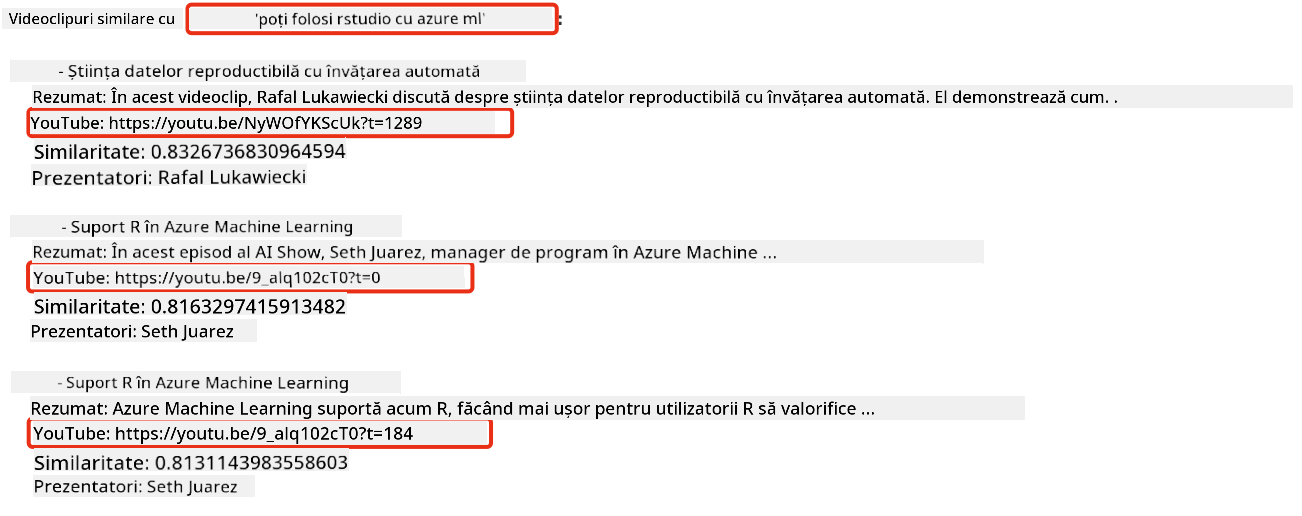 Videoclipuri similare cu 'poți folosi rstudio cu azure ml':
- Știința datelor reproductibilă cu învățarea automată
Rezumat: În acest videoclip, Rafal Lukawiecki discută despre știința datelor reproductibilă cu învățarea automată. El demonstrează cum. .
YouTube: https://youtu.be/NyWOfYKScUk?t=1289
Similaritate: 0.8326736830964594
Prezentatori: Rafal Lukawiecki
- Suport R în Azure Machine Learning
Rezumat: În acest episod al AI Show, Seth Juarez, manager de program în Azure Machine ...
YouTube: https://youtu.be/9_alq102cT0?t=0
Similaritate: 0.8163297415913482
Prezentatori: Seth Juarez
- Suport R în Azure Machine Learning
Rezumat: Azure Machine Learning suportă acum R, făcând mai ușor pentru utilizatorii R să valorifice ...
YouTube: https://youtu.be/9_alq102cT0?t=184
Similaritate: 0.8131143983558603
Prezentatori: Seth Juarez